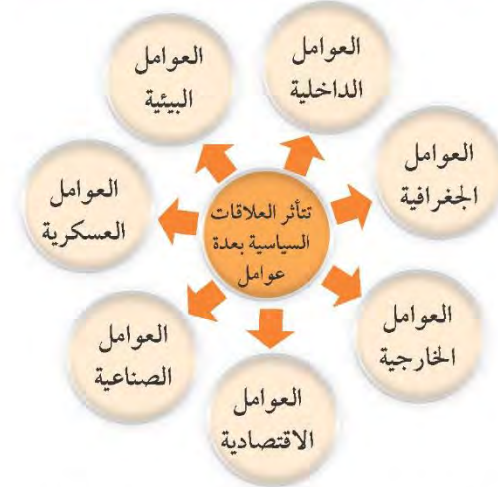 تتأثر العلاقات
السياسية بعدة
عوامل
العوامل
الداخلية
العوامل
الجغرافية
العوامل
الخارجية
العوامل
الاقتصادية
العوامل
الصناعية
العوامل
العسكرية
العوامل
البيئية